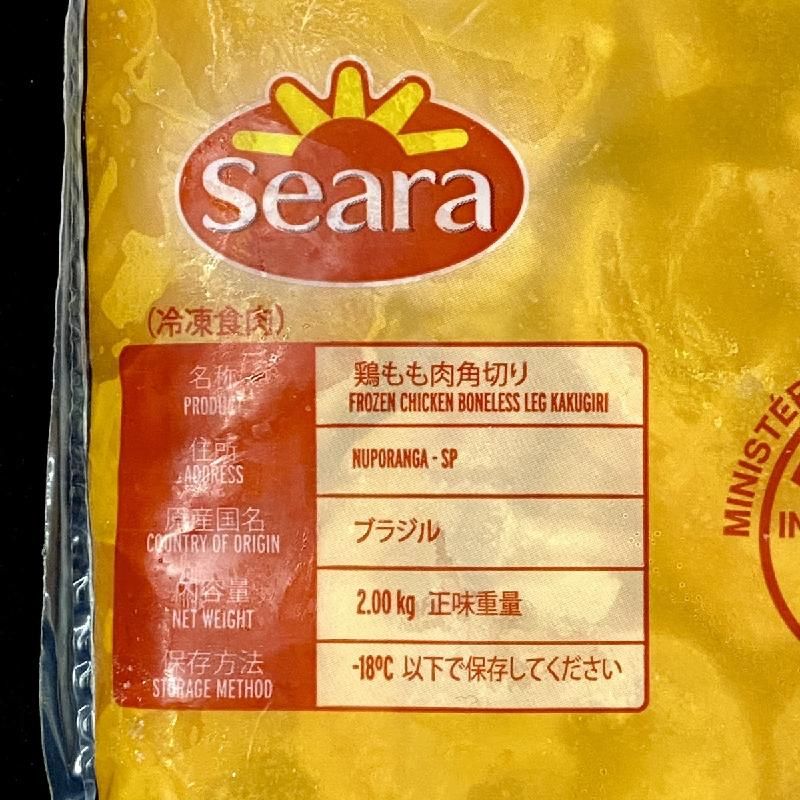 Seara
(冷凍食肉)
名称
PRODUCT
鶏もも肉角切り
FROZEN CHICKEN BONELESS LEG KAKUGIRI
住所
ADDRESS
NUPORANGA - SP
原産国名
COUNTRY OF ORIGIN
ブラジル
内容量
NET WEIGHT
2.00 kg 正味重量
保存方法
STORAGE METHOD
-18ºC 以下で保存してください